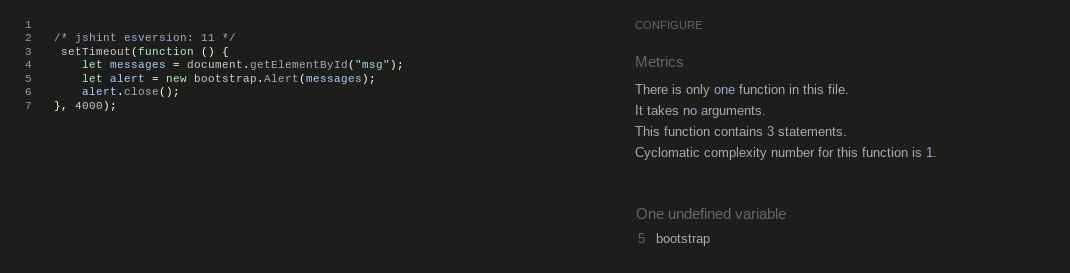 1
2 /* jshint esversion: 11 */
3 setTimeout(function () {
4 let messages = document.getElementById("msg");
5 let alert = new bootstrap.Alert(messages);
6 alert.close();
7 }, 4000);
CONFIGURE
Metrics
There is only one function in this file.
It takes no arguments.
This function contains 3 statements.
Cyclomatic complexity number for this function is 1.
One undefined variable
5 bootstrap